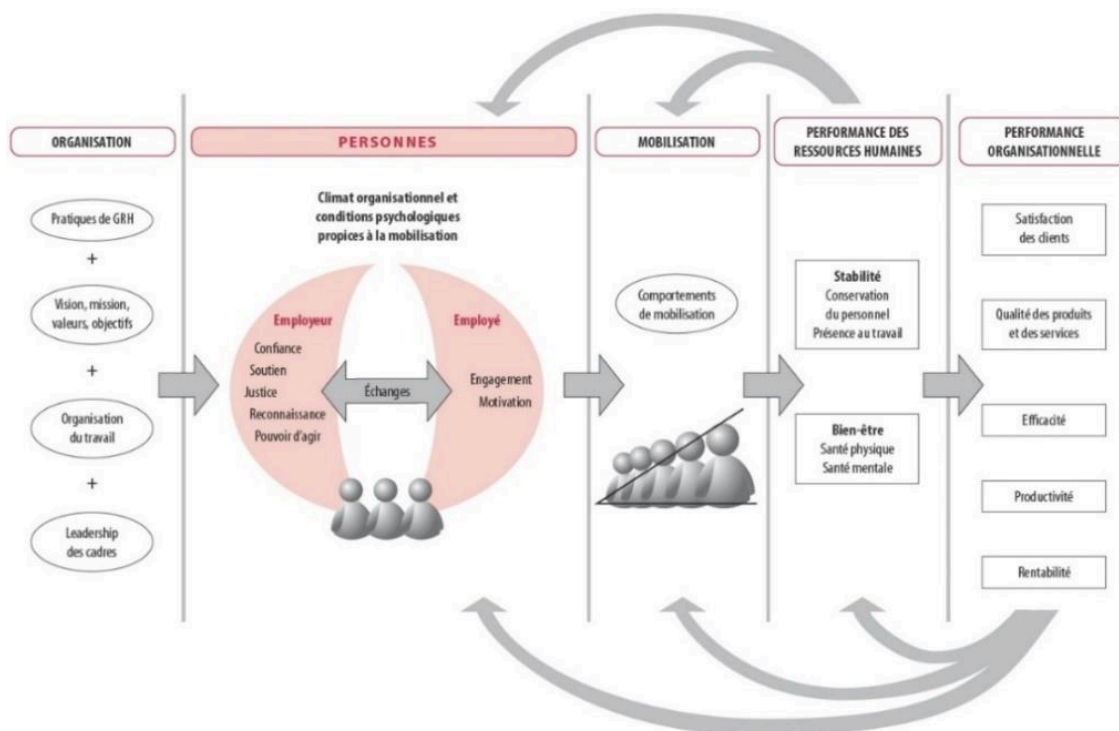 ORGANISATION
Pratiques de GRH
+
Vision, mission,
valeurs, objectifs
+
Organisation
du travail
+
Leadership
des cadres
PERSONNES
Climat organisationnel et
conditions psychologiques
propices à la mobilisation
Employeur
Confiance
Soutien
Justice
Reconnaissance
Pouvoir d'agir
Échanges
Employé
Engagement
Motivation
MOBILISATION
Comportements
de mobilisation
PERFORMANCE DES
RESSOURCES HUMAINES
Stabilité
Conservation
du personnel
Présence au travail
Bien-être
Santé physique
Santé mentale
PERFORMANCE
ORGANISATIONNELLE
Satisfaction
des clients
Qualité des produits
et des services
Efficacité
Productivité
Rentabilité